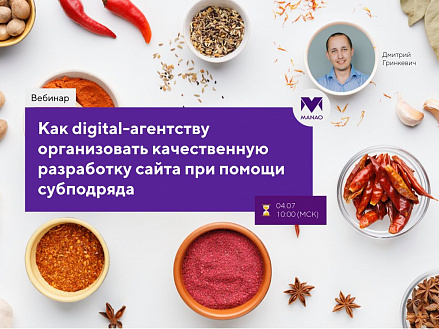 Дмитрий
Гринкевич
Вебинар
MANAO
Как digital-агентству
организовать качественную
разработку сайта при помощи
субподряда
04.07
10:00 (МСК)